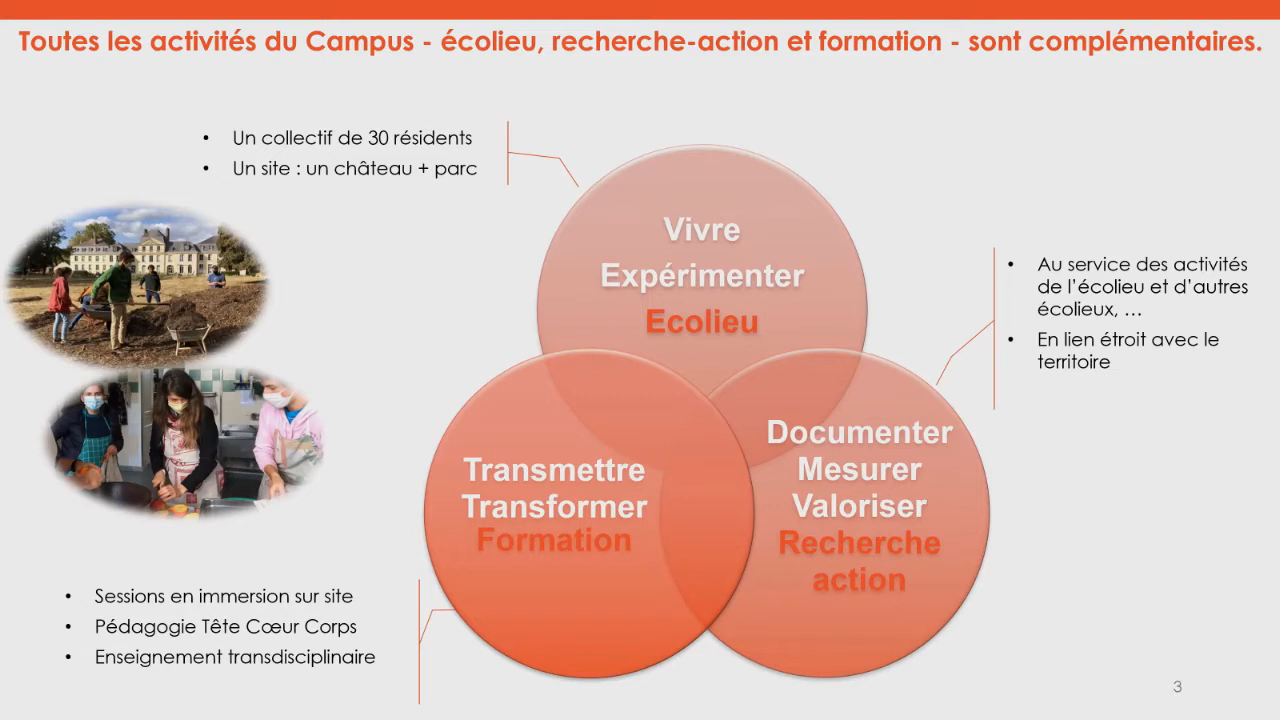 Toutes les activités du Campus - écolieu, recherche-action et formation - sont complémentaires.
• Un collectif de 30 résidents
• Un site : un château + parc
Vivre
Expérimenter
Ecolieu
• Au service des activités
de l'écolieu et d'autres
écolieux, …
• En lien étroit avec le
territoire
Documenter
Mesurer
Valoriser
Recherche
action
Transmettre
Transformer
Formation
• Sessions en immersion sur site
• Pédagogie Tête Cœur Corps
• Enseignement transdisciplinaire
3